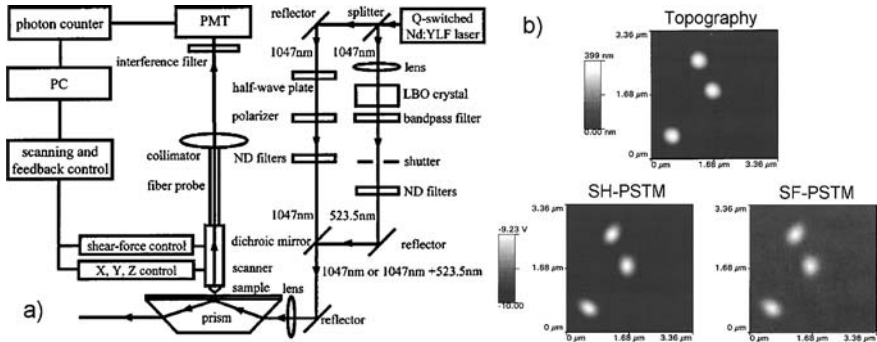 photon counter
PMT
interference filter
PC
scanning and
feedback control
collimator
fiber probe
shear-force control
X, Y, Z control
scanner
sample
prism
lens
reflector
a)
reflector
splitter
Q-switched
Nd:YLF laser
1047nm
1047nm
half-wave plate
polarizer
ND filters
lens
LBO crystal
bandpass filter
shutter
ND filters
1047nm
523.5nm
dichroic mirror
reflector
1047nm or 1047nm +523.5nm
b)
Topography
399 nm
0.00 nm
3.36 µm
1.68 µm
0 µm
0 µm
1.68 µm
3.36 µm
SH-PSTM
-9.23 V
-10.00
3.36 µm
1.68 µm
0 µm
0 µm
1.68 µm
3.36 µm
SF-PSTM
3.36 µm
1.68 µm
0 µm
0 µm
1.68 µm
3.36 µm